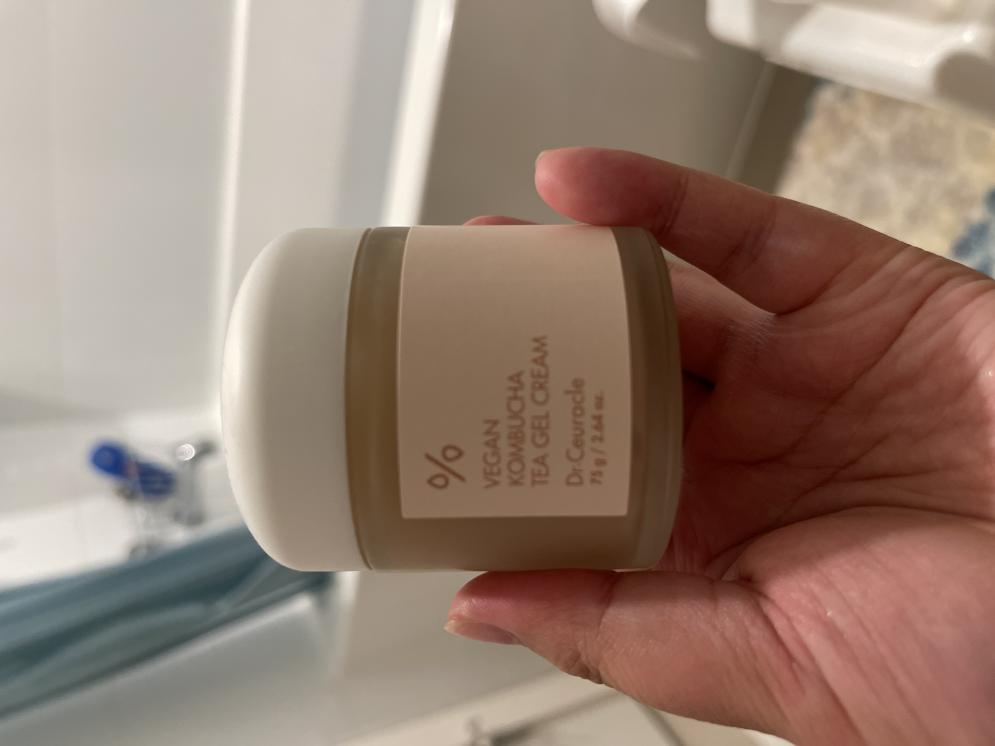 %
VEGAN
KOMBUCHA
TEA GEL CREAM
Dr.Ceuracle
75 g / 2.64 oz.